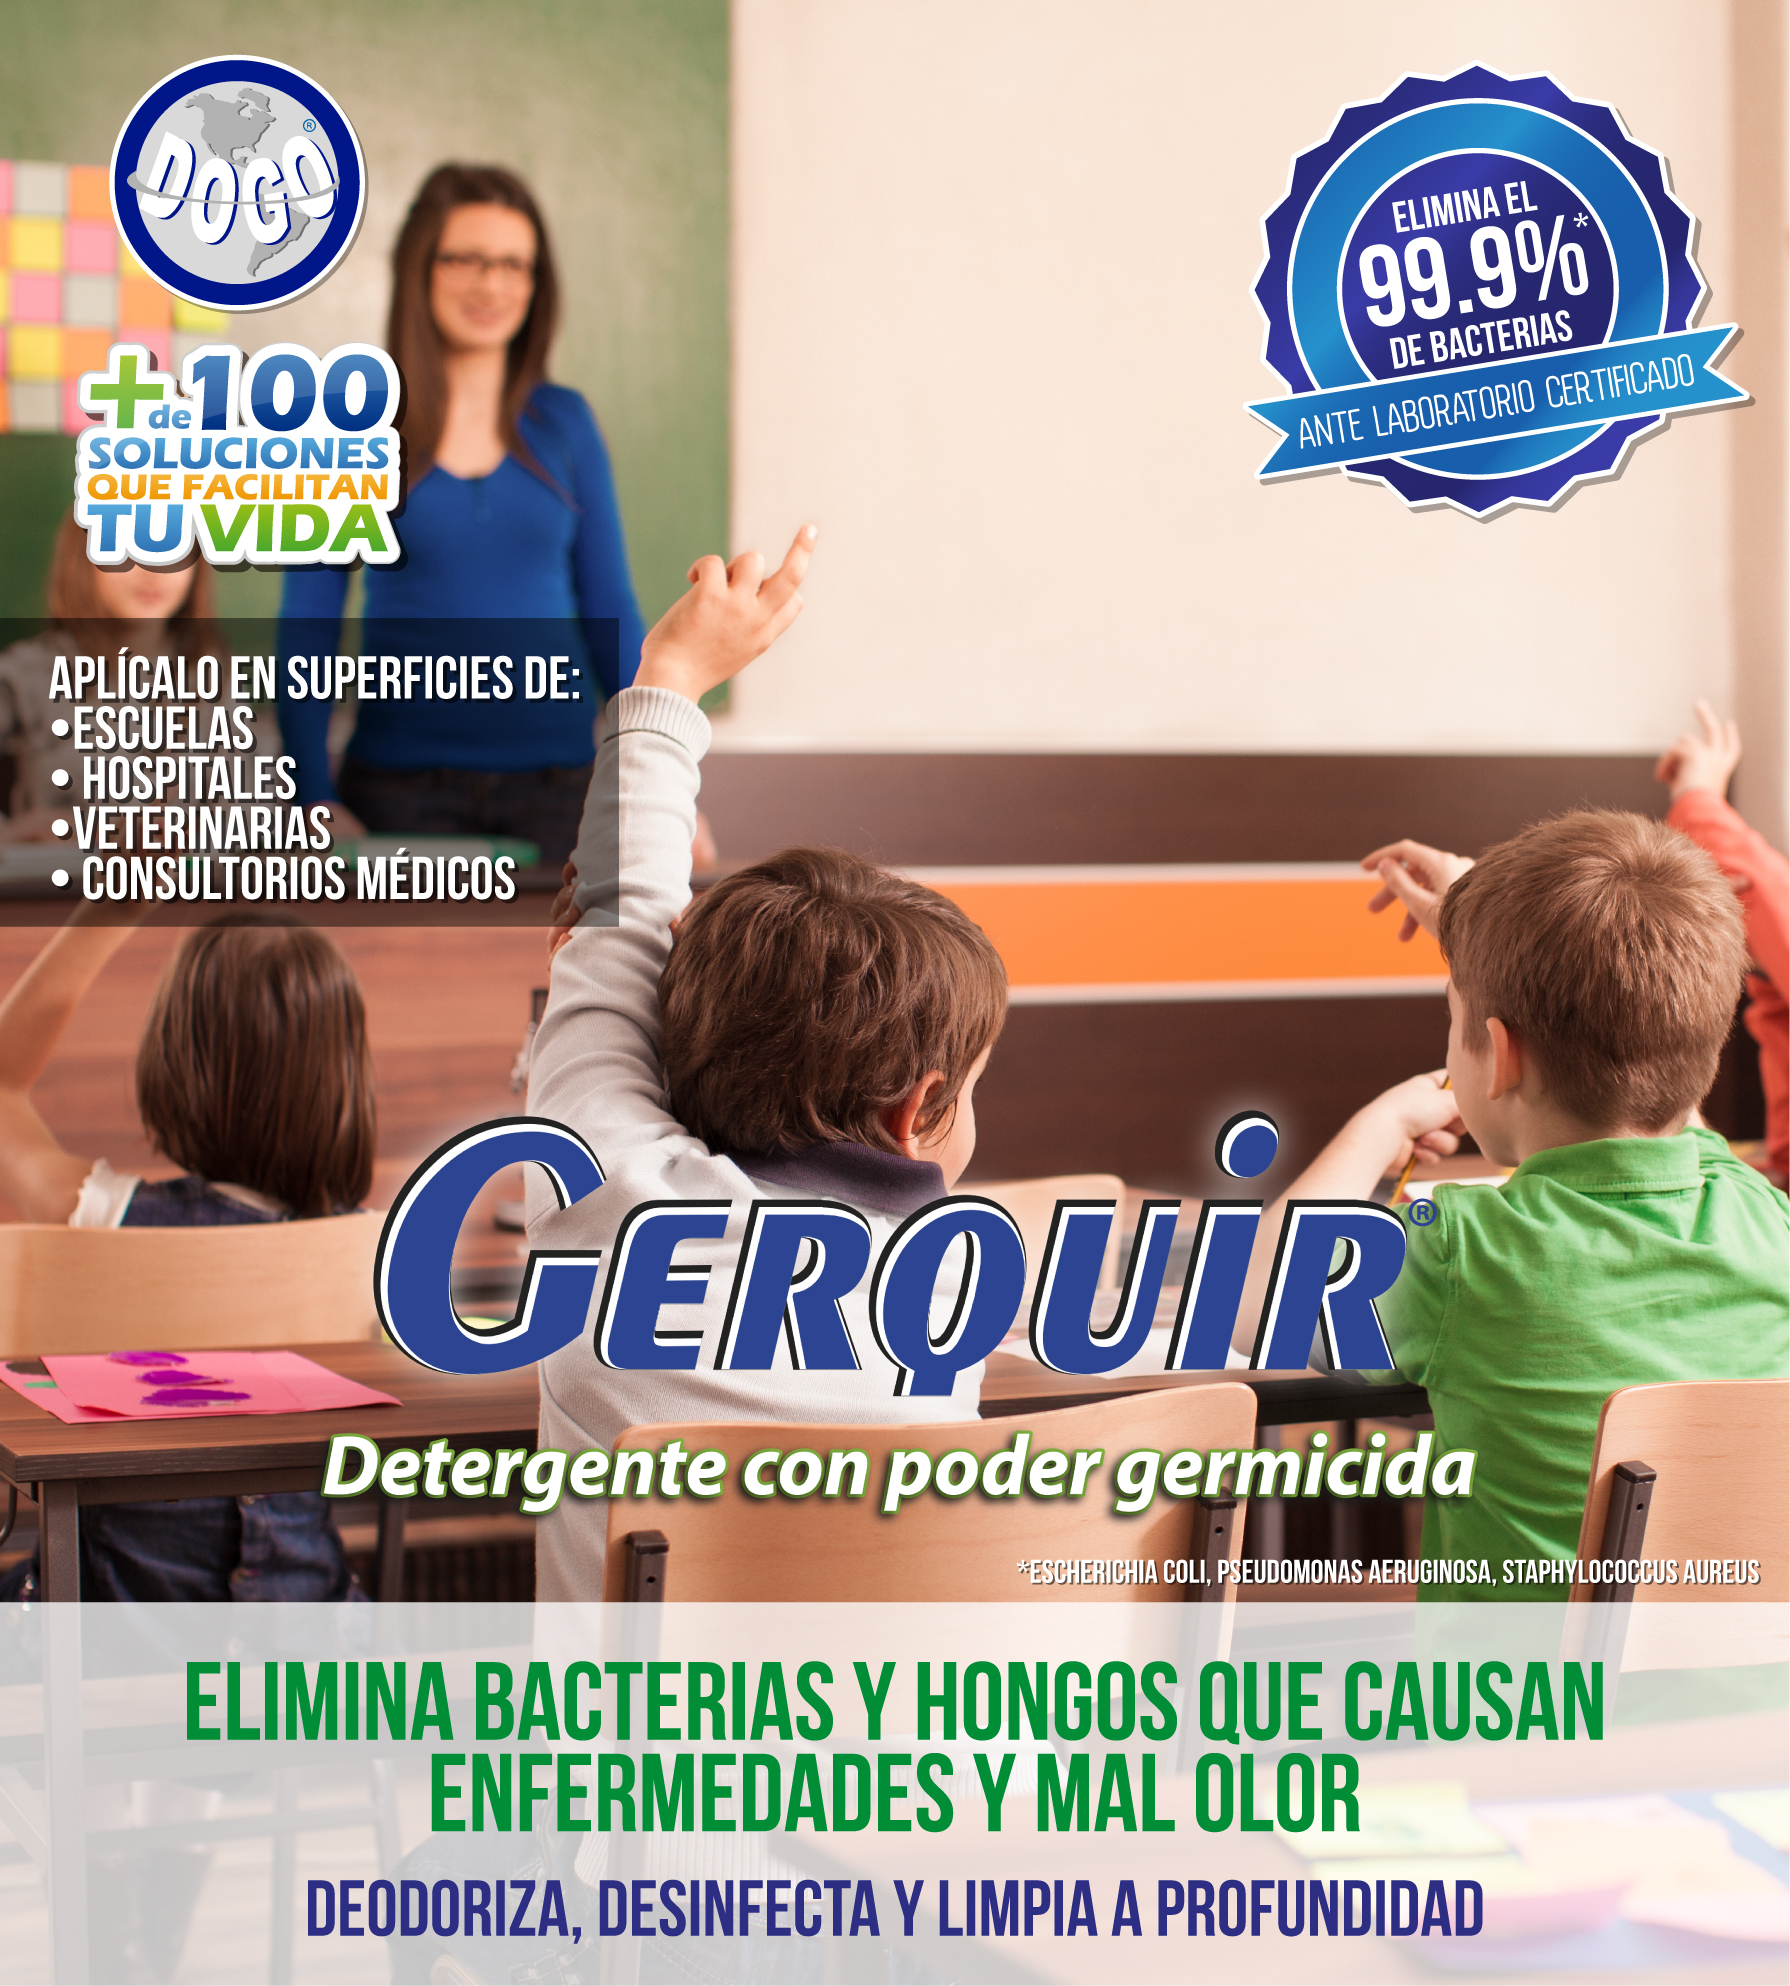 DOGO®
ELIMINA EL
99.9%*
DE BACTERIAS
ANTE LABORATORIO CERTIFICADO
+ de 100
SOLUCIONES
QUE FACILITAN
TU VIDA
APLÍCALO EN SUPERFICIES DE:
•ESCUELAS
• HOSPITALES
•VETERINARIAS
• CONSULTORIOS MÉDICOS
GERQUiR®
Detergente con poder germicida
*ESCHERICHIA COLI, PSEUDOMONAS AERUGINOSA, STAPHYLOCOCCUS AUREUS
ELIMINA BACTERIAS Y HONGOS QUE CAUSAN
ENFERMEDADES Y MAL OLOR
DEODORIZA, DESINFECTA Y LIMPIA A PROFUNDIDAD